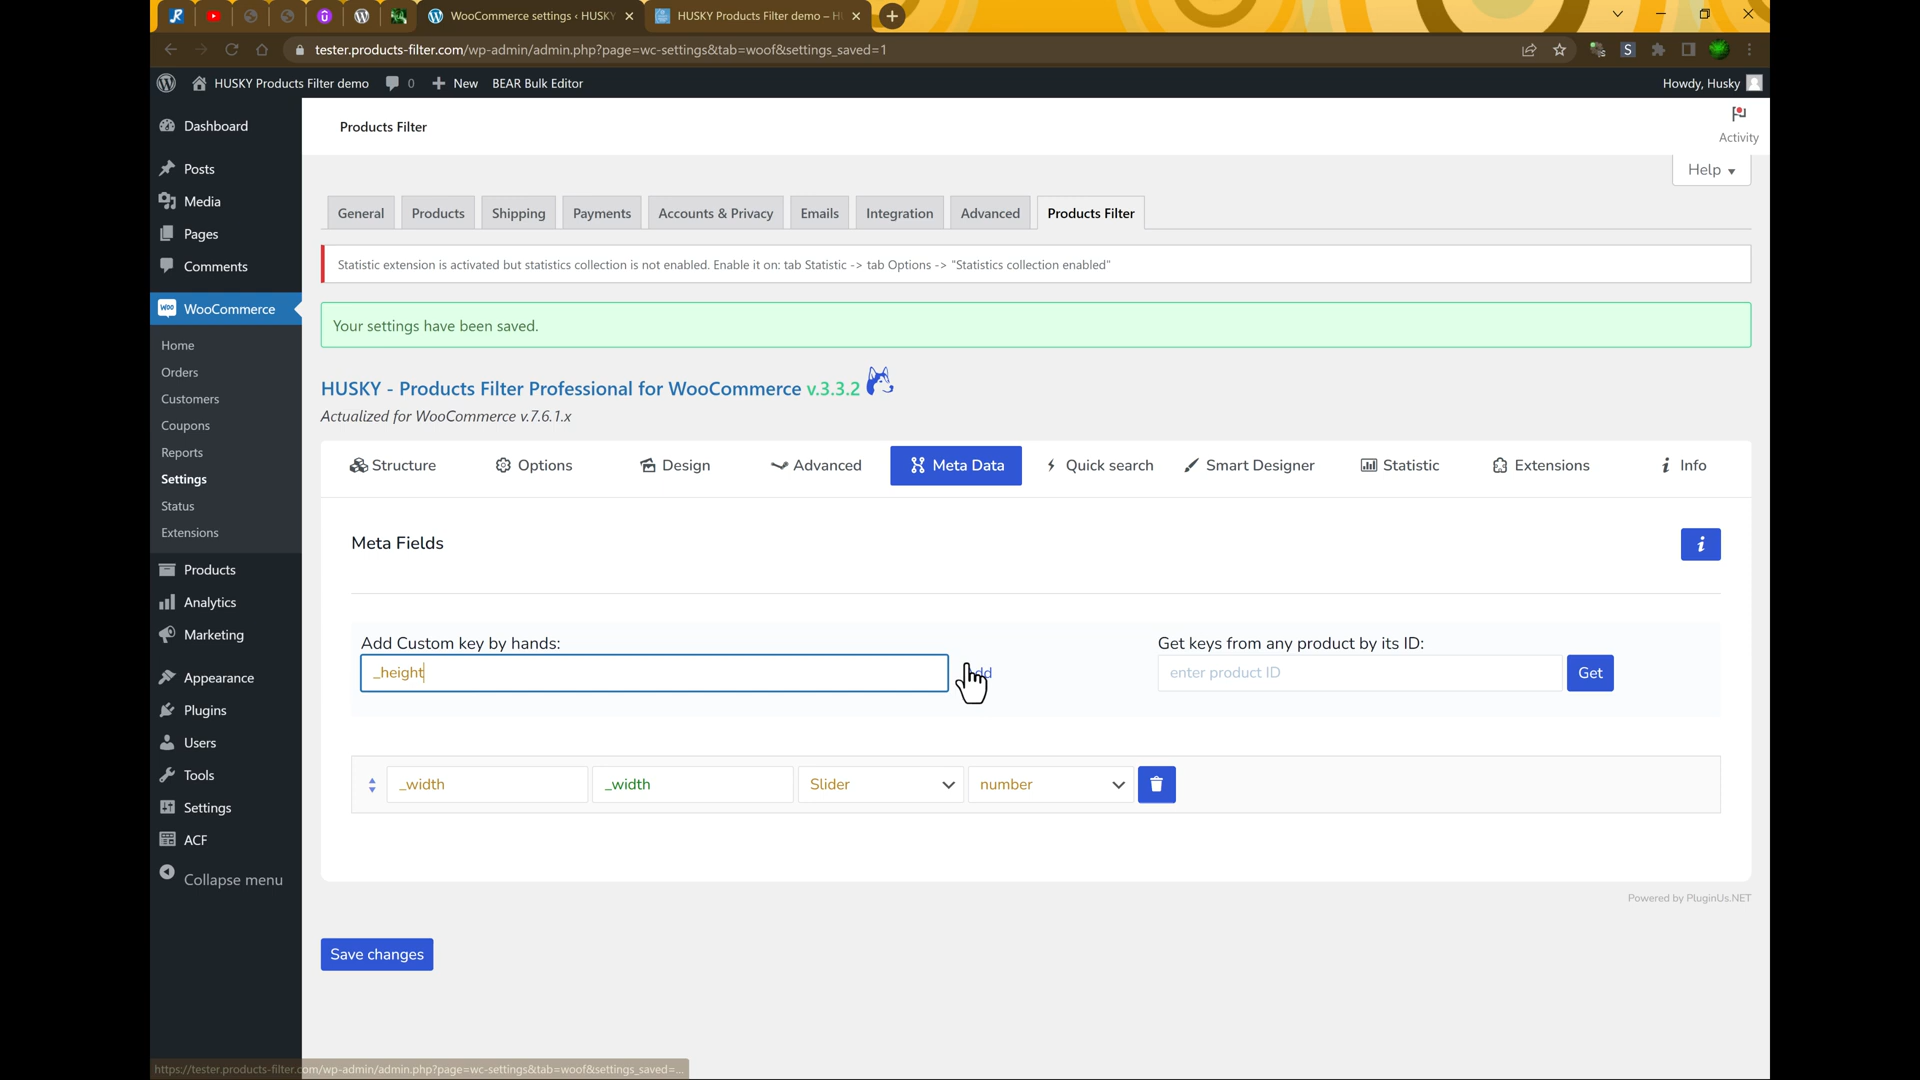 WooCommerce settings ‹ HUSKY
HUSKY Products Filter demo – H
tester.products-filter.com/wp-admin/admin.php?page=wc-settings&tab=woof&settings_saved=1
S
HUSKY Products Filter demo
0
New
BEAR Bulk Editor
Howdy, Husky
Dashboard
Posts
Media
Pages
Comments
WOO
WooCommerce
Home
Orders
Customers
Coupons
Reports
Settings
Status
Extensions
Products
Analytics
Marketing
Appearance
Plugins
Users
Tools
Settings
ACF
Collapse menu
Products Filter
Activity
Help
General
Products
Shipping
Payments
Accounts & Privacy
Emails
Integration
Advanced
Products Filter
Statistic extension is activated but statistics collection is not enabled. Enable it on: tab Statistic -> tab Options -> "Statistics collection enabled"
Your settings have been saved.
HUSKY - Products Filter Professional for WooCommerce v.3.3.2
Actualized for WooCommerce v.7.6.1.x
Structure
Options
Design
Advanced
Meta Data
Quick search
Smart Designer
Statistic
Extensions
i Info
Meta Fields
i
Add Custom key by hands:
_height
Get keys from any product by its ID:
enter product ID
Get
_width
_width
Slider
number
Powered by PluginUs.NET
Save changes
https://tester.products-filter.com/wp-admin/admin.php?page=wc-settings&tab=woof&settings_saved=...